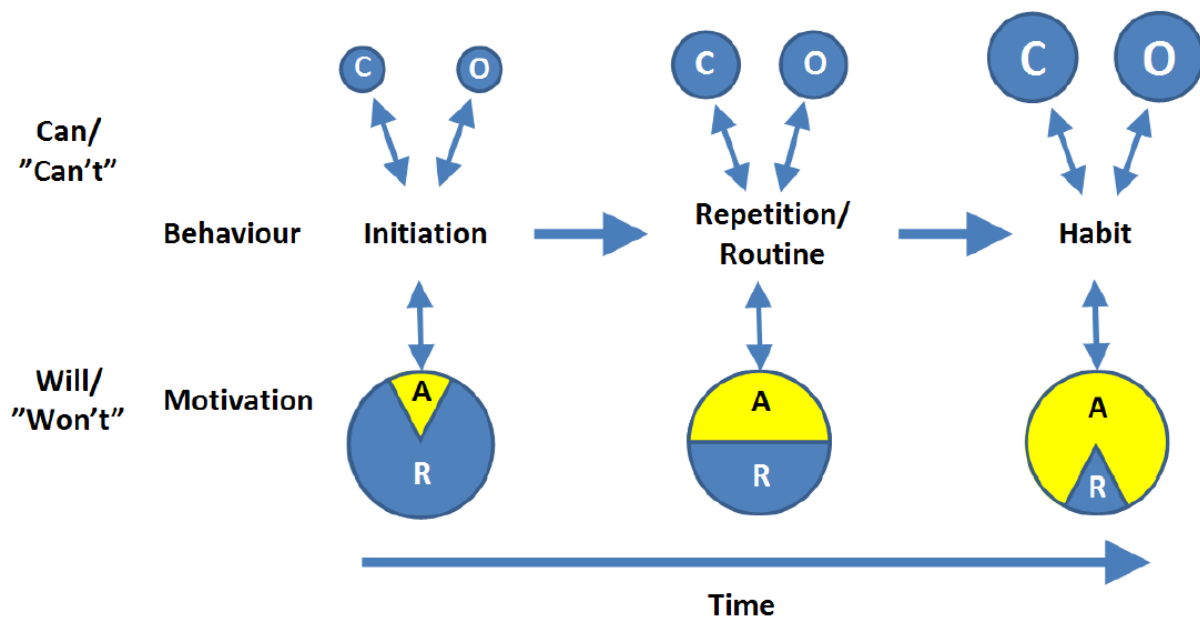 C
O
C
O
C
O
Can/
”Can’t”
Behaviour
Initiation
Repetition/
Routine
Habit
Will/
”Won’t”
Motivation
A
R
A
R
A
R
Time